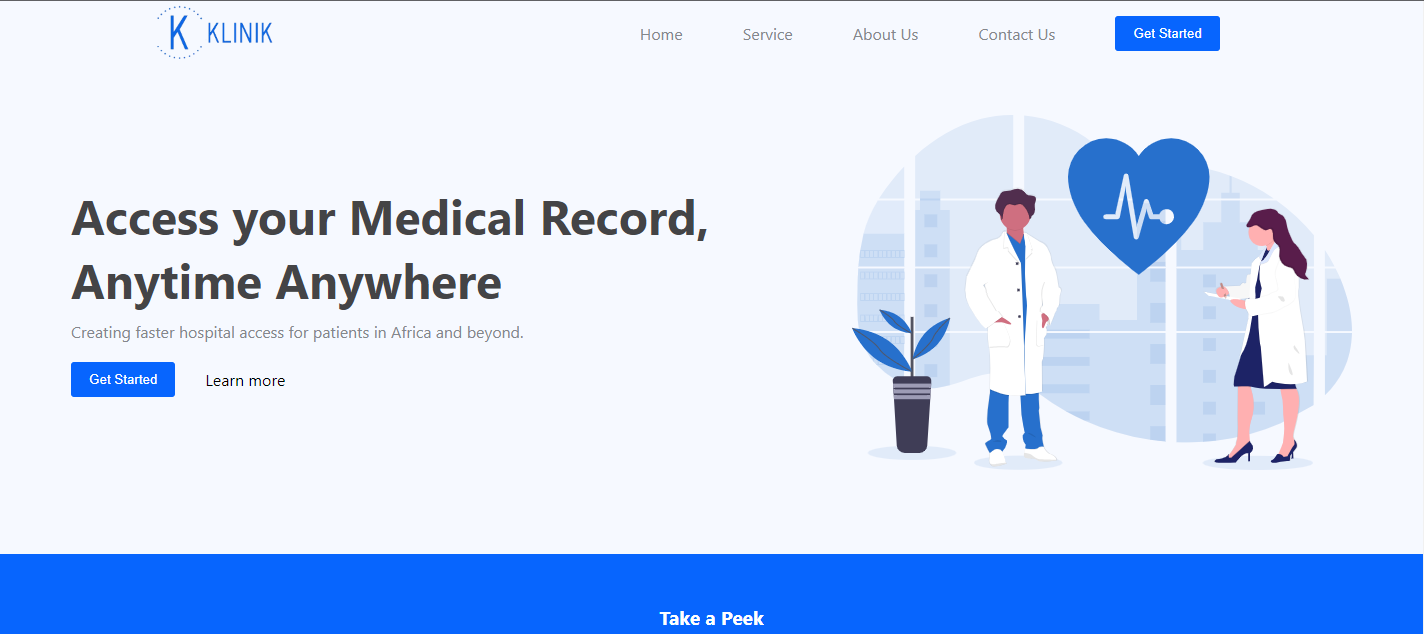 K KLINIK
Home Service About Us Contact Us Get Started
Access your Medical Record,
Anytime Anywhere
Creating faster hospital access for patients in Africa and beyond.
Get Started Learn more
Take a Peek